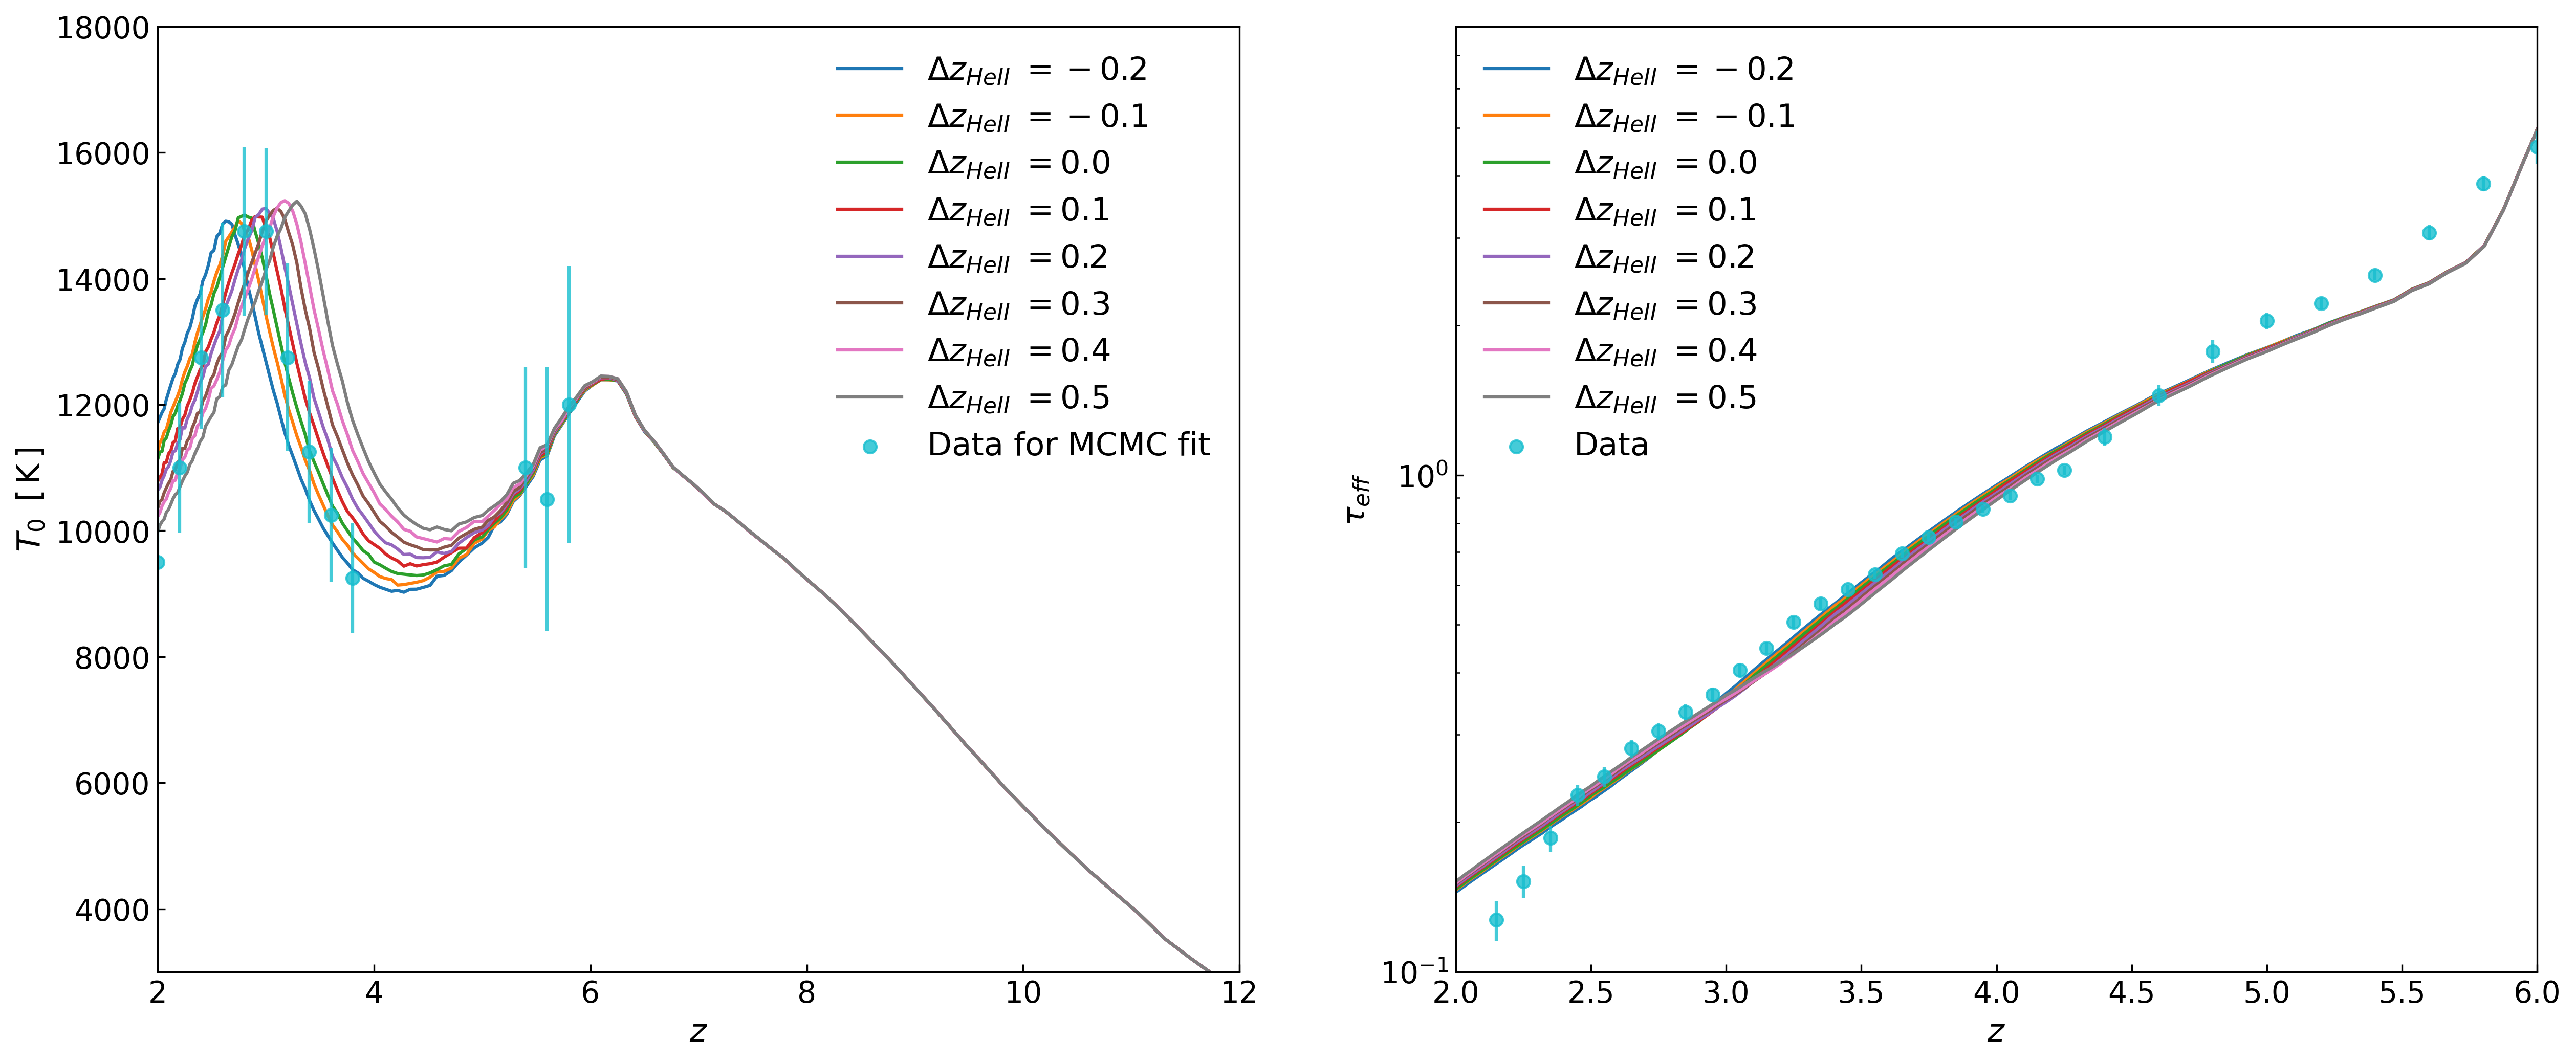 18000
16000
14000
12000
10000
8000
6000
4000
T₀ [ K ]
2 4 6 8 10 12
z
Δz_HeII = −0.2
Δz_HeII = −0.1
Δz_HeII = 0.0
Δz_HeII = 0.1
Δz_HeII = 0.2
Δz_HeII = 0.3
Δz_HeII = 0.4
Δz_HeII = 0.5
Data for MCMC fit
10⁰
10⁻¹
τ_eff
2.0 2.5 3.0 3.5 4.0 4.5 5.0 5.5 6.0
z
Δz_HeII = −0.2
Δz_HeII = −0.1
Δz_HeII = 0.0
Δz_HeII = 0.1
Δz_HeII = 0.2
Δz_HeII = 0.3
Δz_HeII = 0.4
Δz_HeII = 0.5
Data